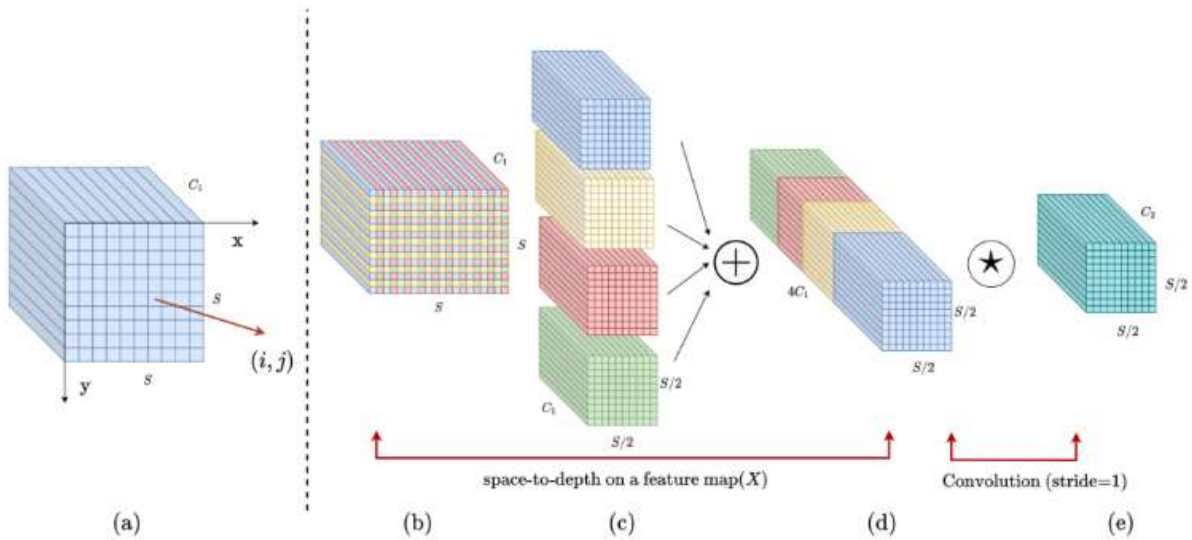 C₁
x
S
(i, j)
S
y
C₁
S
S
C₁
S/2
S/2
4C₁
S/2
S/2
C₂
S/2
S/2
space-to-depth on a feature map(X)
Convolution (stride=1)
(a)
(b)
(c)
(d)
(e)